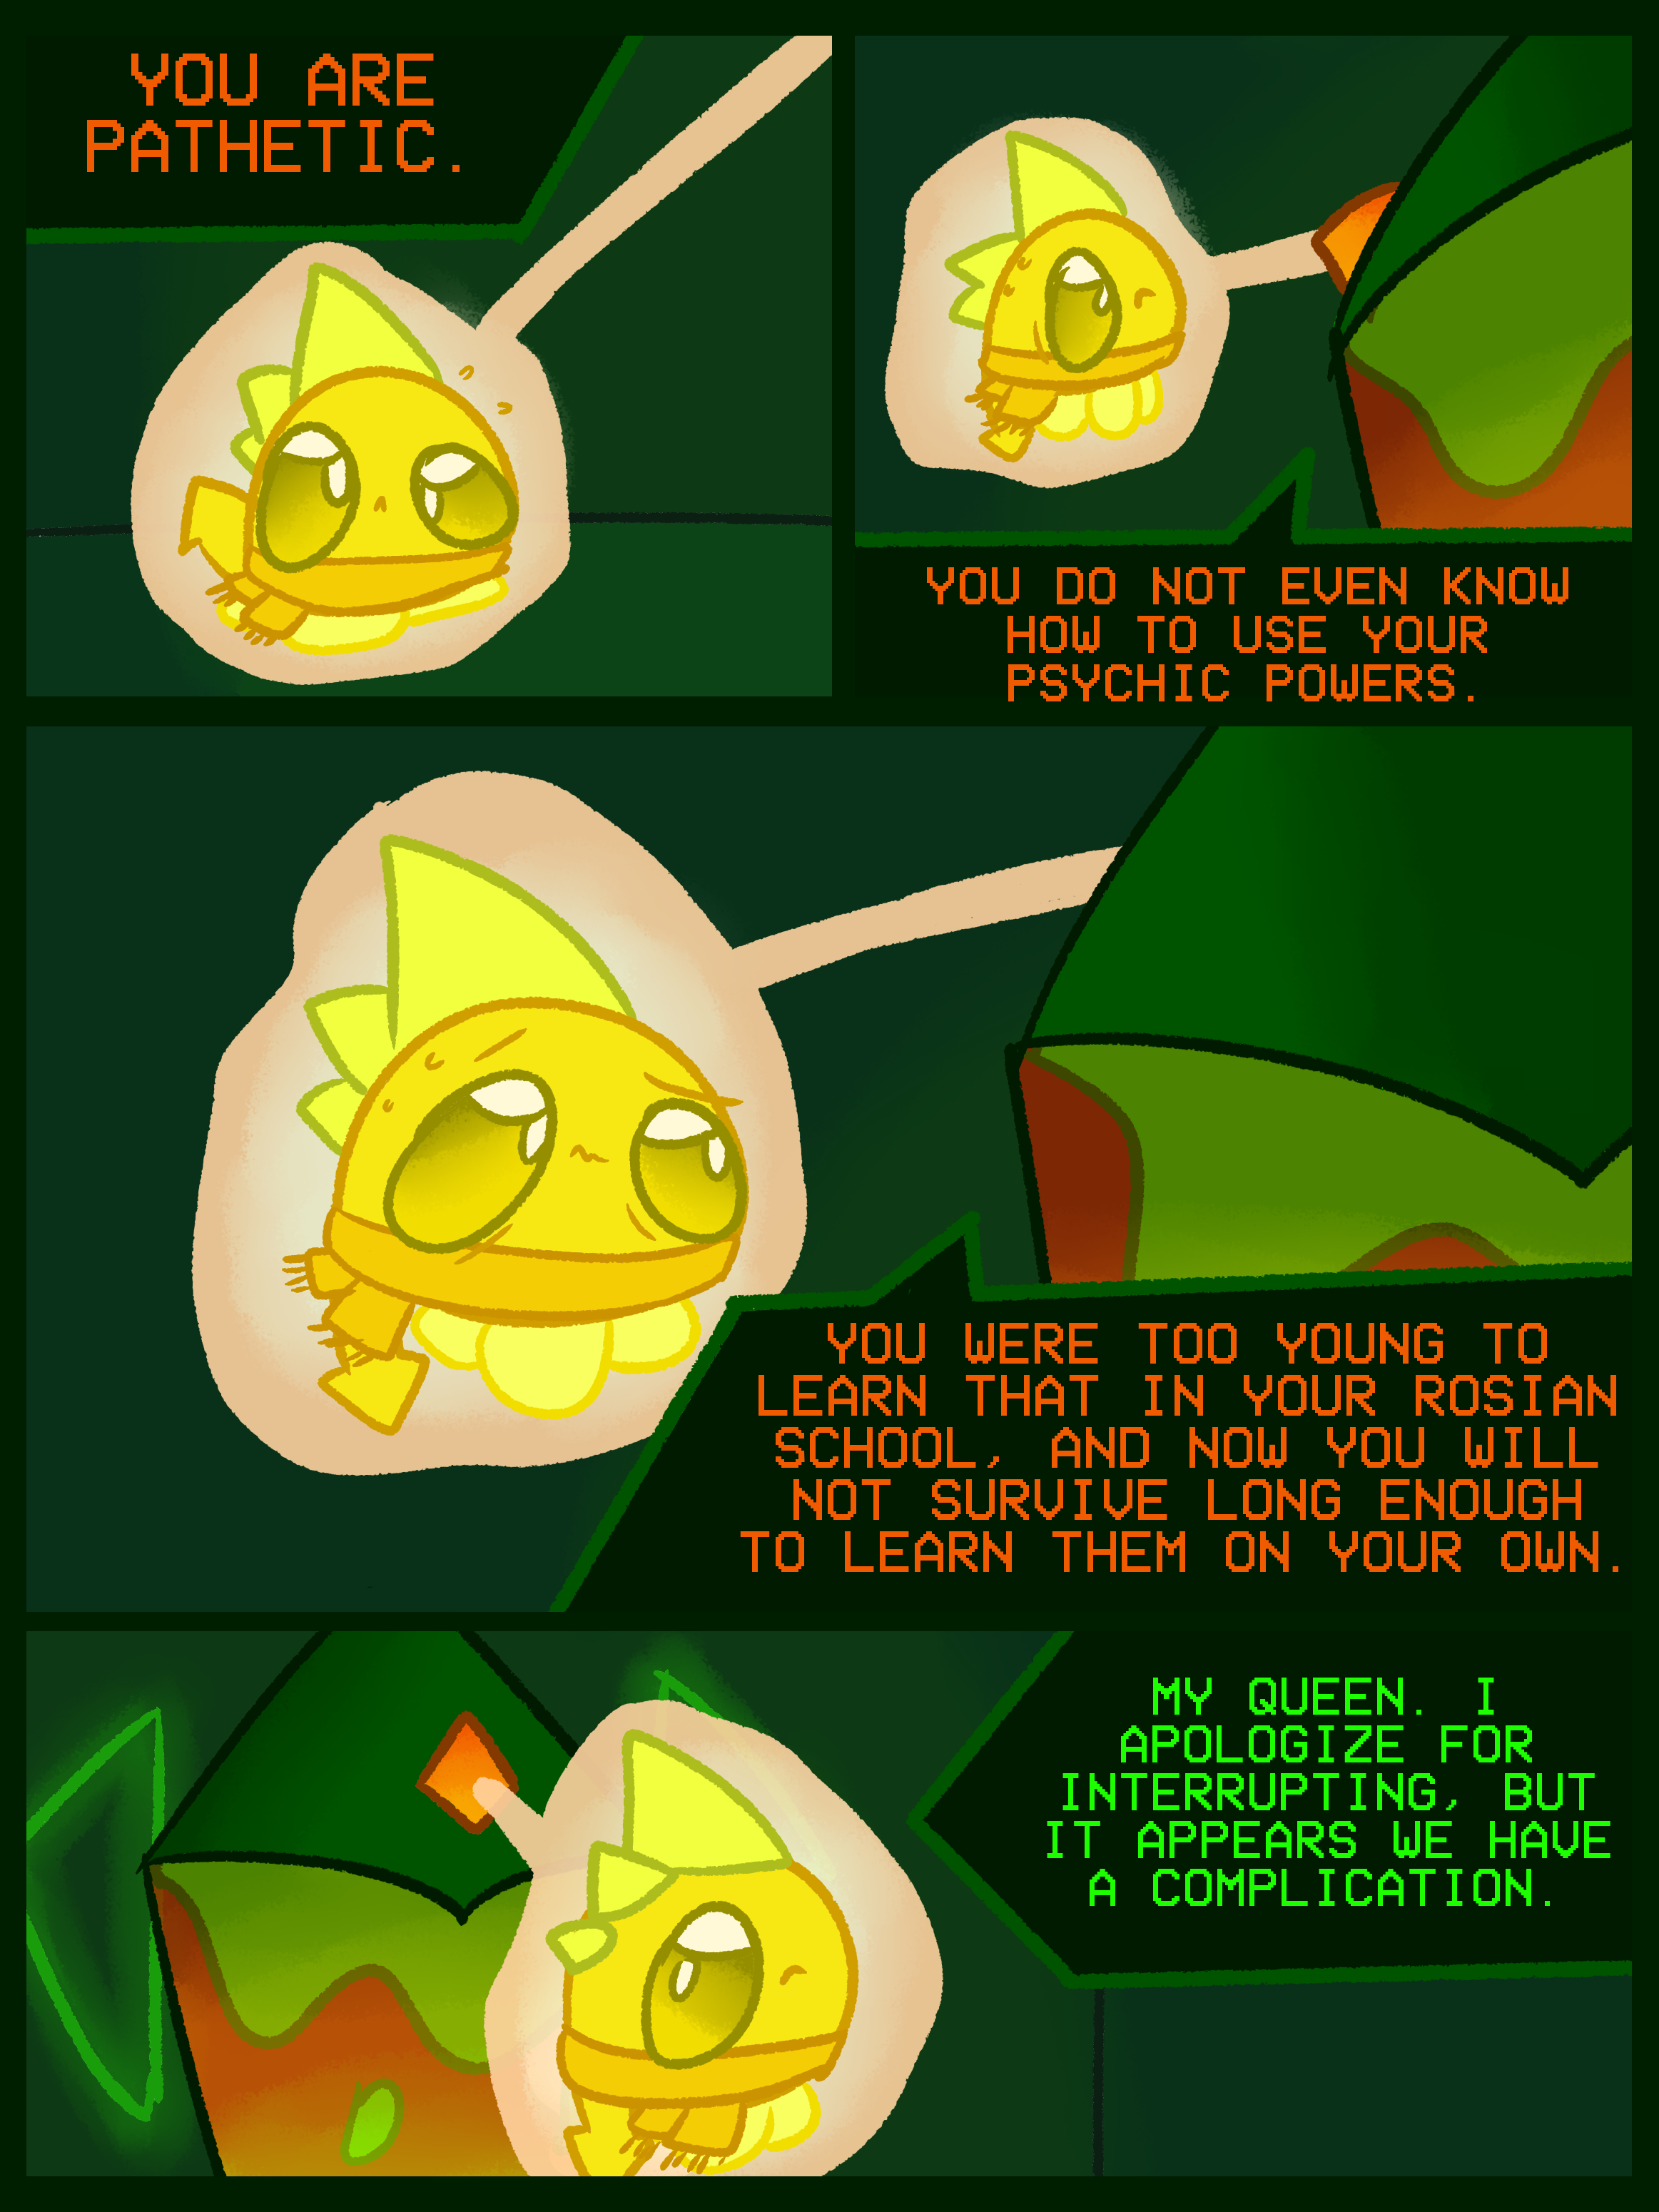 YOU ARE
PATHETIC.
YOU DO NOT EVEN KNOW
HOW TO USE YOUR
PSYCHIC POWERS.
YOU WERE TOO YOUNG TO
LEARN THAT IN YOUR ROSIAN
SCHOOL, AND NOW YOU WILL
NOT SURVIVE LONG ENOUGH
TO LEARN THEM ON YOUR OWN.
MY QUEEN. I
APOLOGIZE FOR
INTERRUPTING, BUT
IT APPEARS WE HAVE
A COMPLICATION.